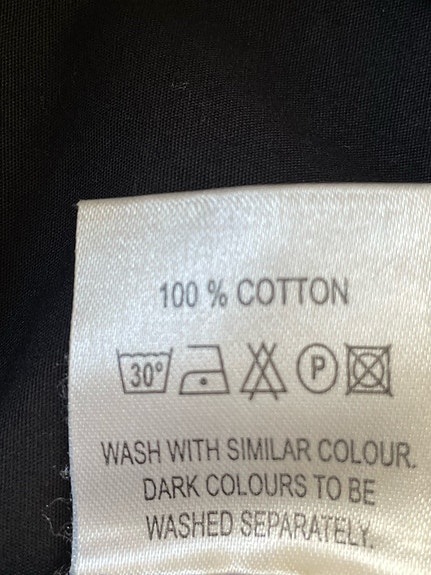 100 % COTTON
30° P
WASH WITH SIMILAR COLOUR.
DARK COLOURS TO BE
WASHED SEPARATELY.